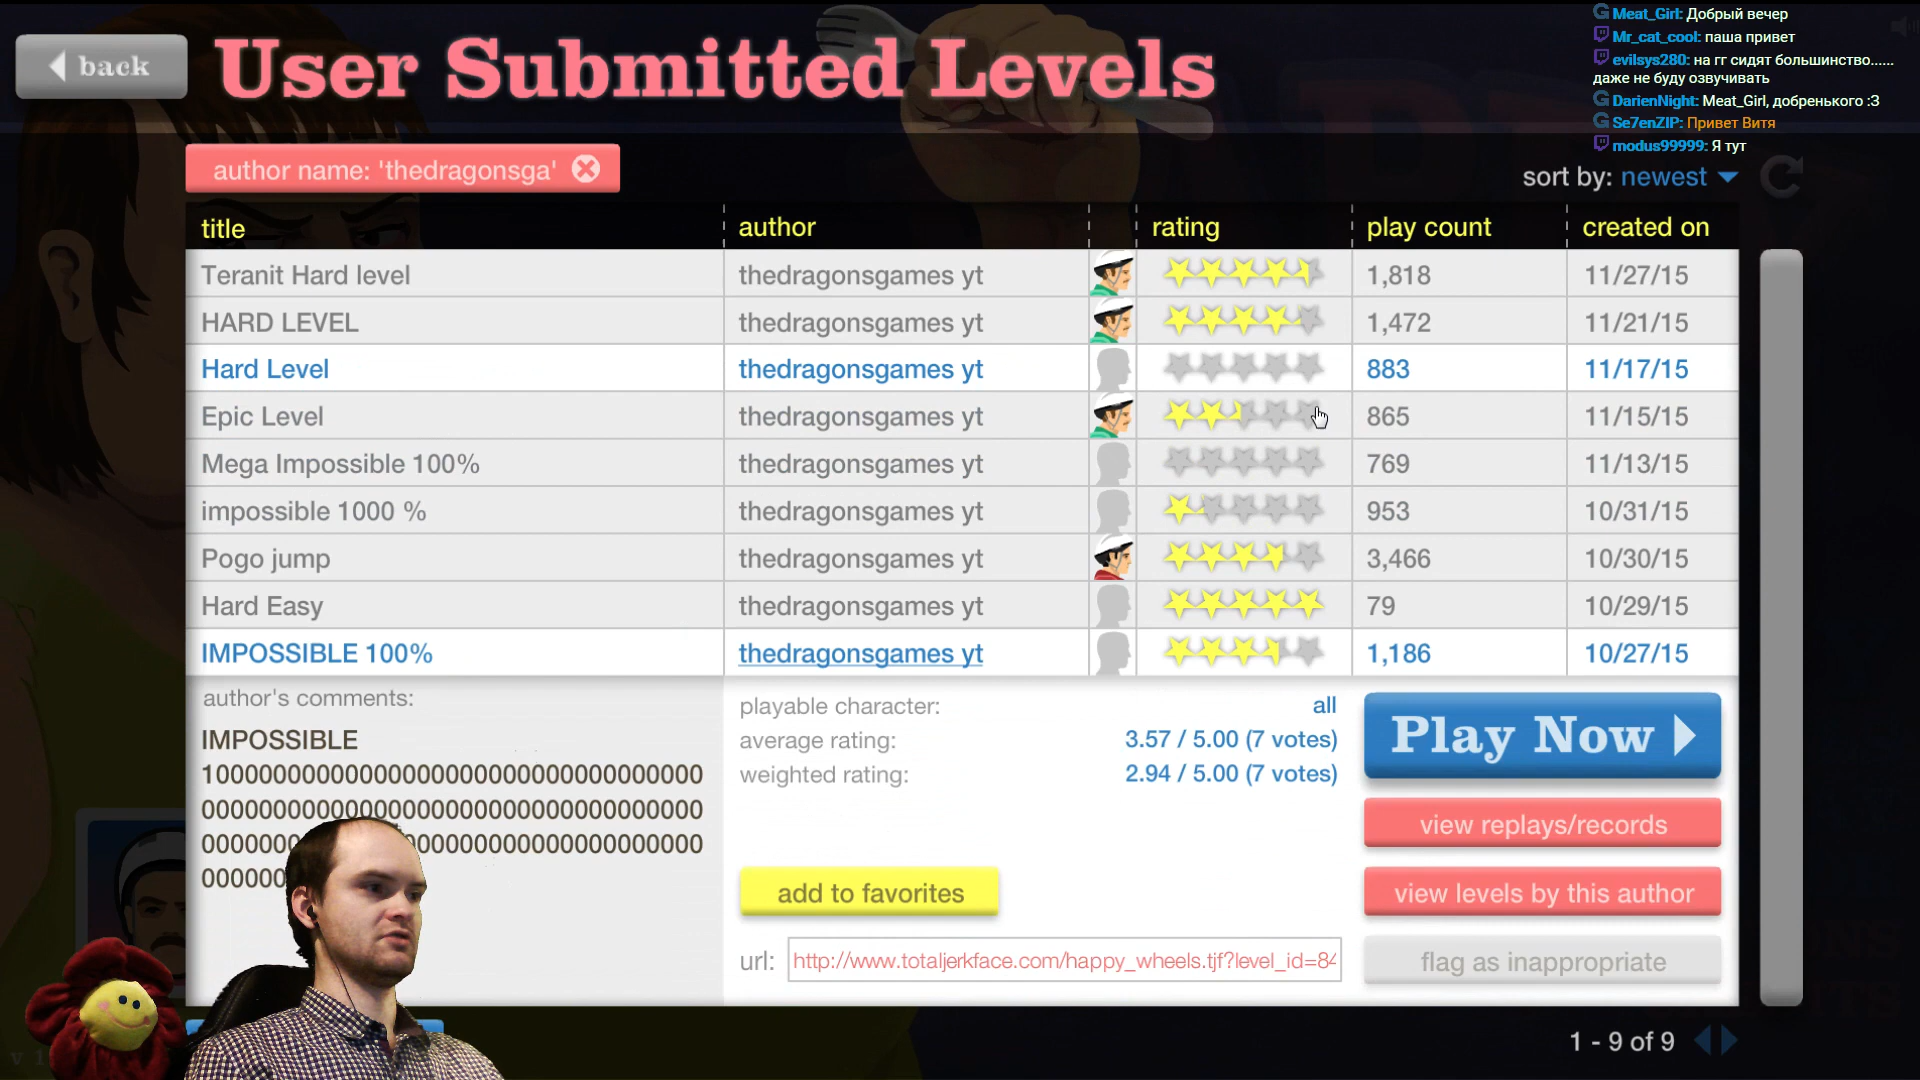 back
User Submitted Levels
Meat_Girl: Добрый вечер
Mr_cat_cool: паша привет
evilsys280: на гг сидят большинство......
даже не буду озвучивать
DarienNight: Meat_Girl, добренького :3
Se7enZIP: Привет Витя
modus99999: Я тут
author name: 'thedragonsga'
sort by: newest
title author rating play count created on
Teranit Hard level thedragonsgames yt 1,818 11/27/15
HARD LEVEL thedragonsgames yt 1,472 11/21/15
Hard Level thedragonsgames yt 883 11/17/15
Epic Level thedragonsgames yt 865 11/15/15
Mega Impossible 100% thedragonsgames yt 769 11/13/15
impossible 1000 % thedragonsgames yt 953 10/31/15
Pogo jump thedragonsgames yt 3,466 10/30/15
Hard Easy thedragonsgames yt 79 10/29/15
IMPOSSIBLE 100% thedragonsgames yt 1,186 10/27/15
author's comments:
IMPOSSIBLE
playable character: all
average rating: 3.57 / 5.00 (7 votes)
weighted rating: 2.94 / 5.00 (7 votes)
Play Now
view replays/records
add to favorites
view levels by this author
url: http://www.totaljerkface.com/happy_wheels.tjf?level_id=84
flag as inappropriate
1 - 9 of 9